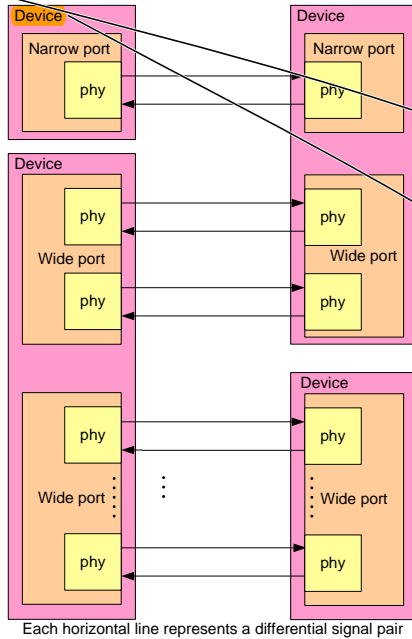 Device
Device
Narrow port
Narrow port
phy
phy
Device
phy
phy
Wide port
Wide port
phy
phy
Device
phy
phy
Wide port
Wide port
phy
phy
Each horizontal line represents a differential signal pair